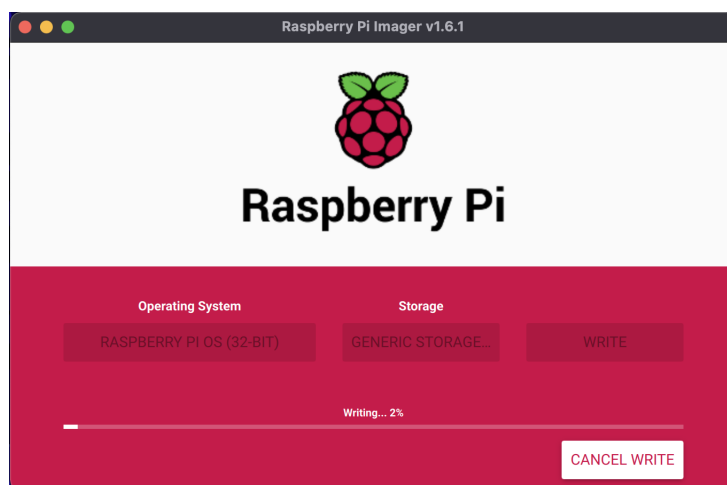 Raspberry Pi Imager v1.6.1
Raspberry Pi
Operating System
Storage
RASPBERRY PI OS (32-BIT)
GENERIC STORAGE...
WRITE
Writing... 2%
CANCEL WRITE